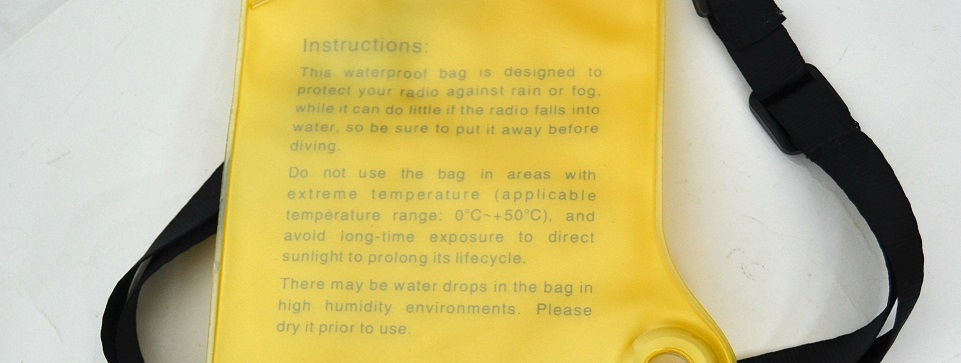 Instructions:
This waterproof bag is designed to
protect your radio against rain or fog,
while it can do little if the radio falls into
water, so be sure to put it away before
diving.
Do not use the bag in areas with
extreme temperature (applicable
temperature range: 0°C~+50°C), and
avoid long-time exposure to direct
sunlight to prolong its lifecycle.
There may be water drops in the bag in
high humidity environments. Please
dry it prior to use.